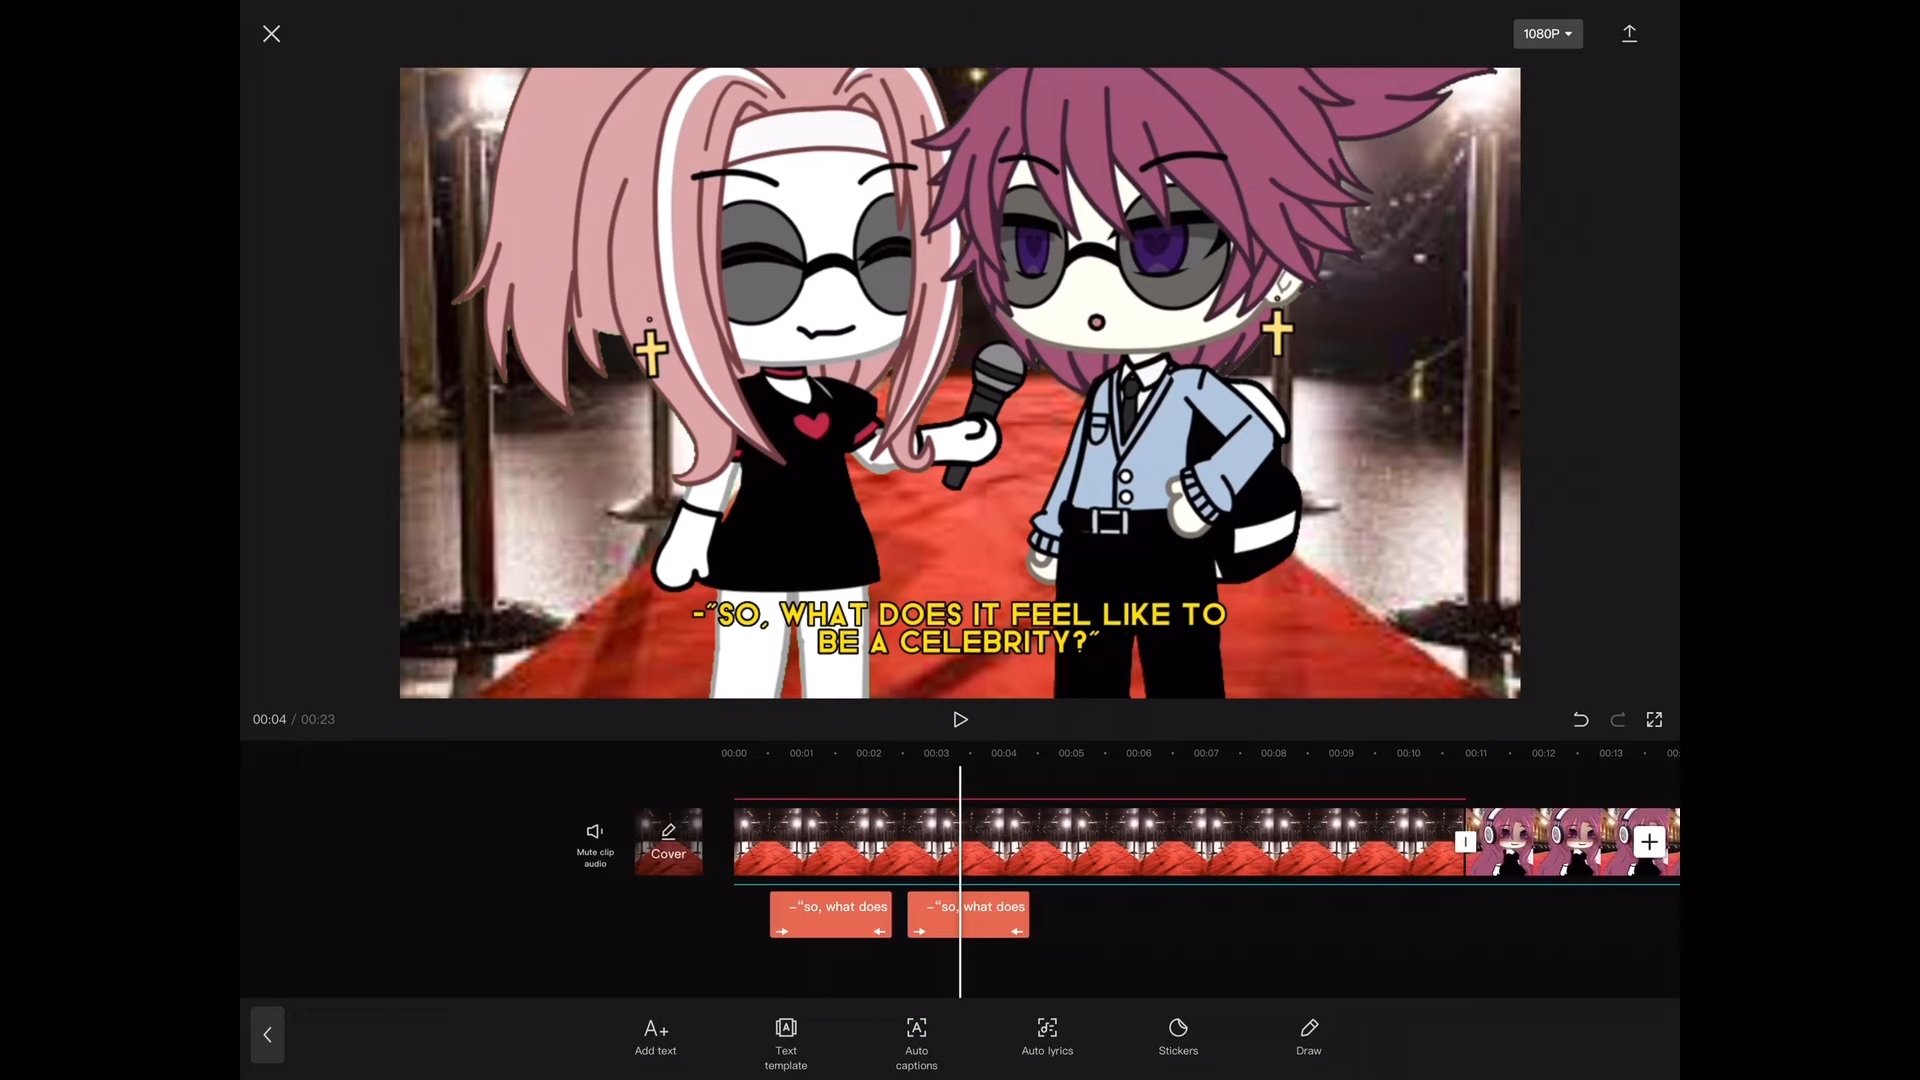 1080P
-"SO, WHAT DOES IT FEEL LIKE TO
BE A CELEBRITY?"
00:04 / 00:23
00:00 00:01 00:02 00:03 00:04 00:05 00:06 00:07 00:08 00:09 00:10 00:11 00:12 00:13 00:
Mute clip
audio
Cover
–“so, what does
–“so, what does
Add text
Text
template
Auto
captions
Auto lyrics
Stickers
Draw